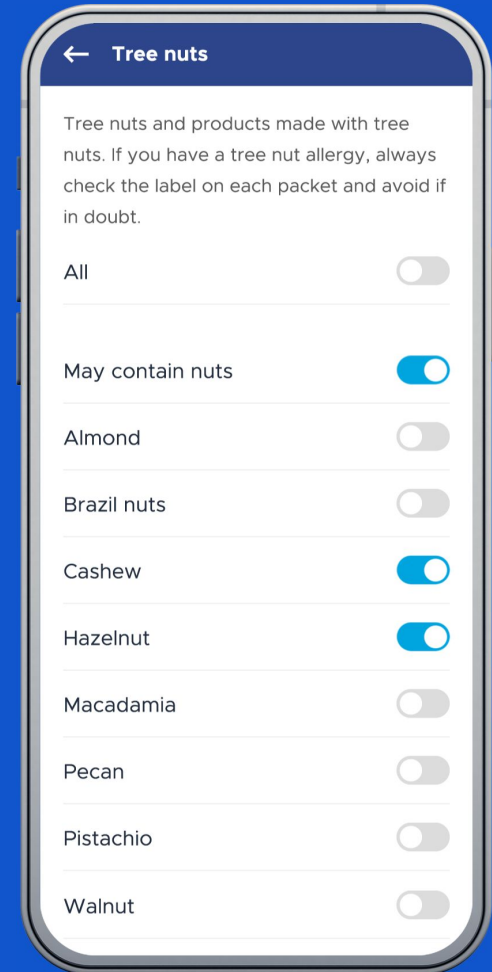 Tree nuts
Tree nuts and products made with tree
nuts. If you have a tree nut allergy, always
check the label on each packet and avoid if
in doubt.
All
May contain nuts
Almond
Brazil nuts
Cashew
Hazelnut
Macadamia
Pecan
Pistachio
Walnut